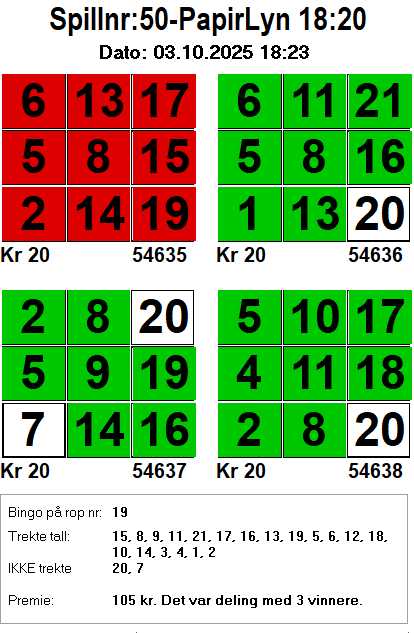 Spillnr:50-PapirLyn 18:20
Dato: 03.10.2025 18:23
6 13 17 6 11 21
5 8 15 5 8 16
2 14 19 1 13 20
Kr 20 54635 Kr 20 54636
2 8 20 5 10 17
5 9 19 4 11 18
7 14 16 2 8 20
Kr 20 54637 Kr 20 54638
Bingo på rop nr: 19
Trekte tall: 15, 8, 9, 11, 21, 17, 16, 13, 19, 5, 6, 12, 18,
10, 14, 3, 4, 1, 2
IKKE trekte 20, 7
Premie: 105 kr. Det var deling med 3 vinnere.